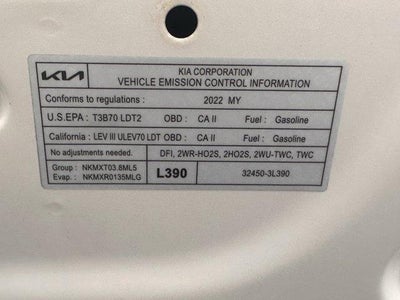 KIA
KIA CORPORATION
VEHICLE EMISSION CONTROL INFORMATION
Conforms to regulations : 2022 MY
U.S.EPA : T3B70 LDT2 OBD : CA II Fuel : Gasoline
California : LEV III ULEV70 LDT OBD : CA II Fuel : Gasoline
No adjustments needed. DFI, 2WR-HO2S, 2HO2S, 2WU-TWC, TWC
Group : NKMXT03.8ML5
Evap. : NKMXR0135MLG
L390 32450-3L390